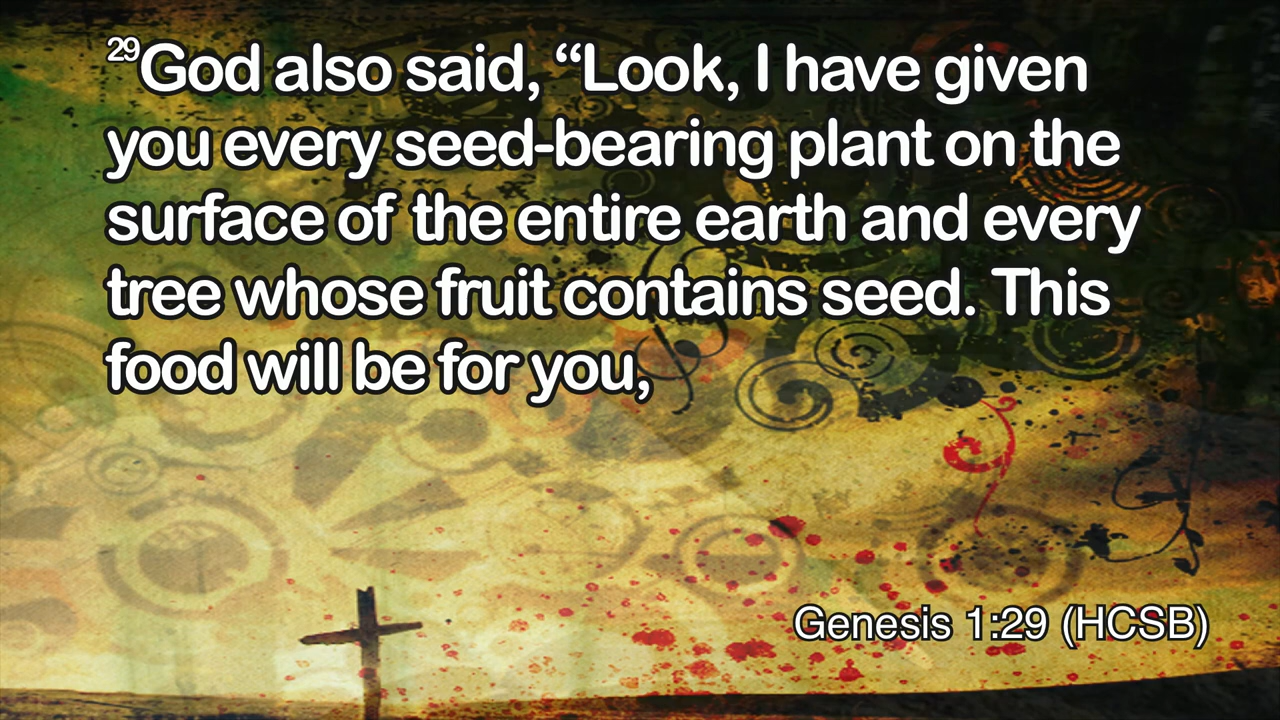 29God also said, “Look, I have given
you every seed-bearing plant on the
surface of the entire earth and every
tree whose fruit contains seed. This
food will be for you,
Genesis 1:29 (HCSB)